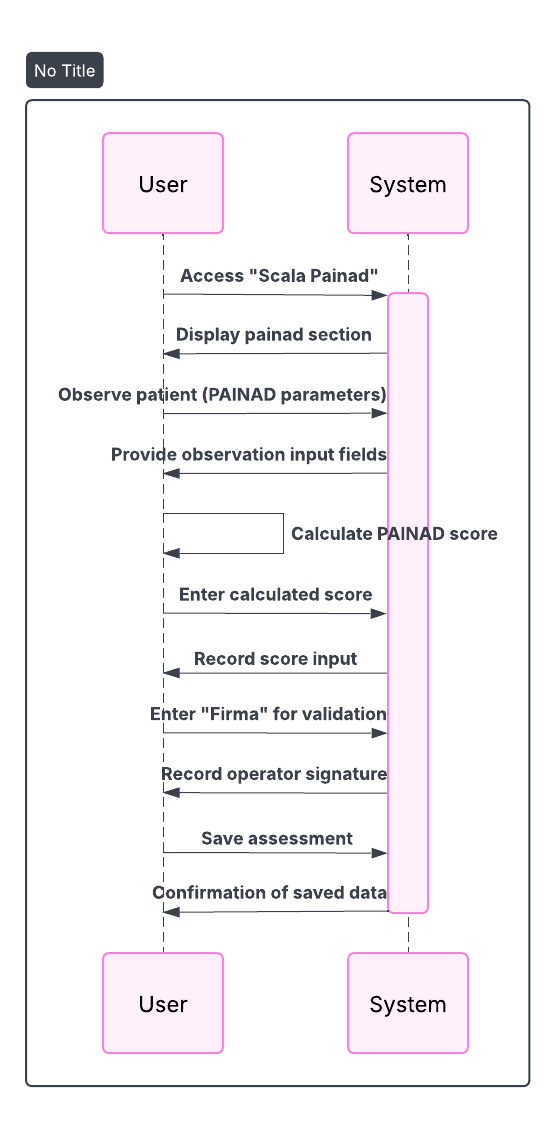 No Title
User
System
Access "Scala Painad"
Display painad section
Observe patient (PAINAD parameters)
Provide observation input fields
Calculate PAINAD score
Enter calculated score
Record score input
Enter "Firma" for validation
Record operator signature
Save assessment
Confirmation of saved data
User
System